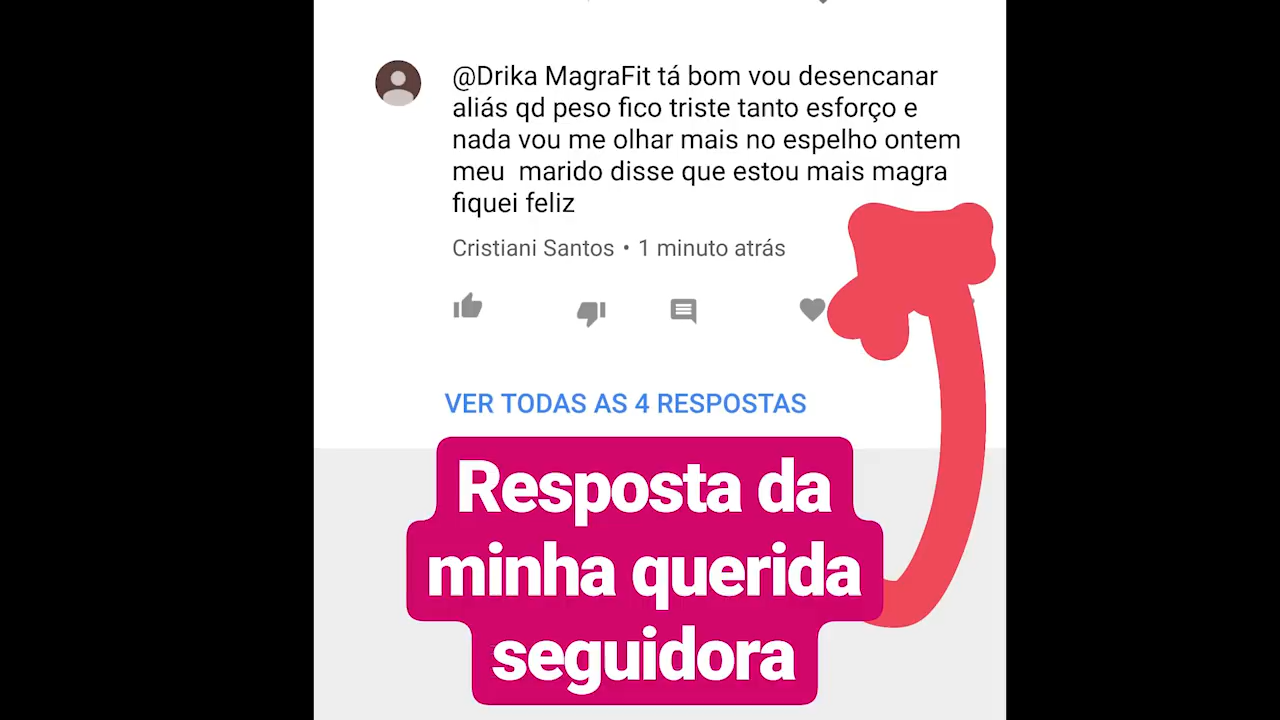 @Drika MagraFit tá bom vou desencanar
aliás qd peso fico triste tanto esforço e
nada vou me olhar mais no espelho ontem
meu  marido disse que estou mais magra
fiquei feliz
Cristiani Santos • 1 minuto atrás
VER TODAS AS 4 RESPOSTAS
Resposta da
minha querida
seguidora